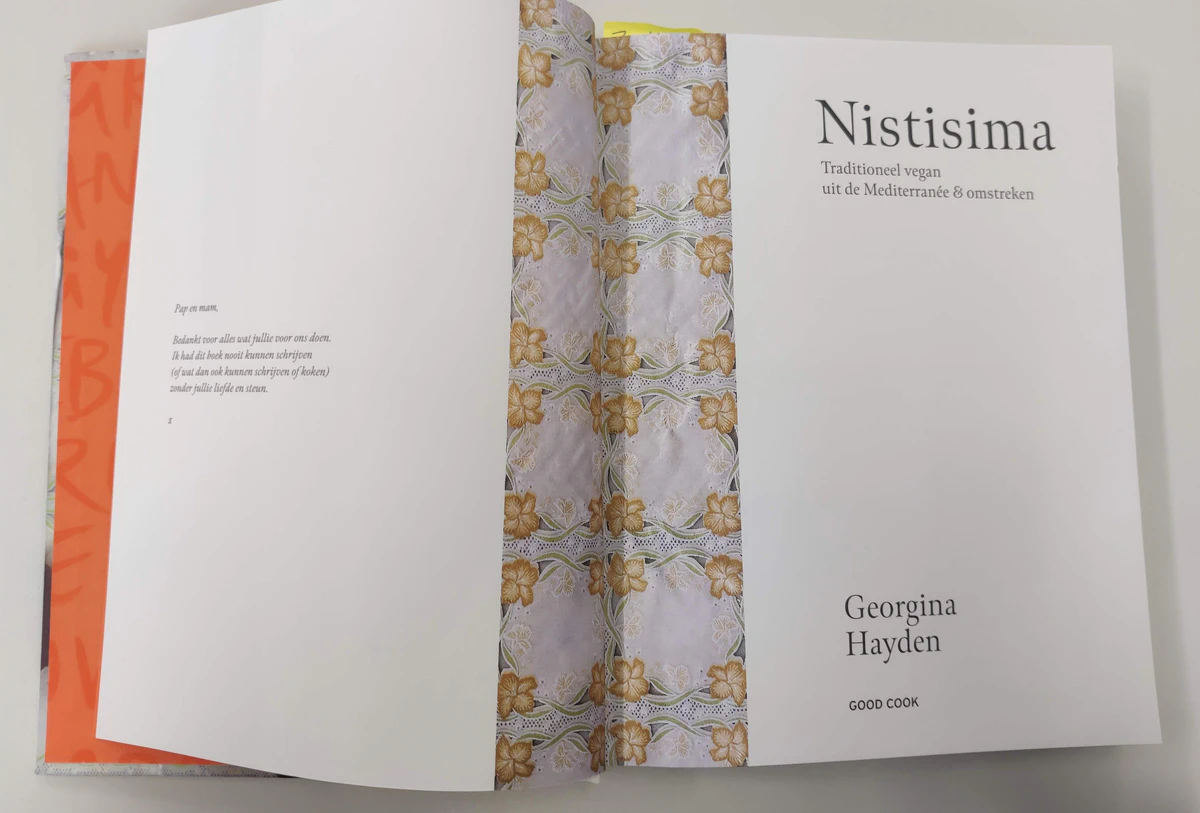 Pap en mam,
Bedankt voor alles wat jullie voor ons doen.
Ik had dit boek nooit kunnen schrijven
(of wat dan ook kunnen schrijven of koken)
zonder jullie liefde en steun.
x
Nistisima
Traditioneel vegan
uit de Mediterranée & omstreken
Georgina
Hayden
GOOD COOK